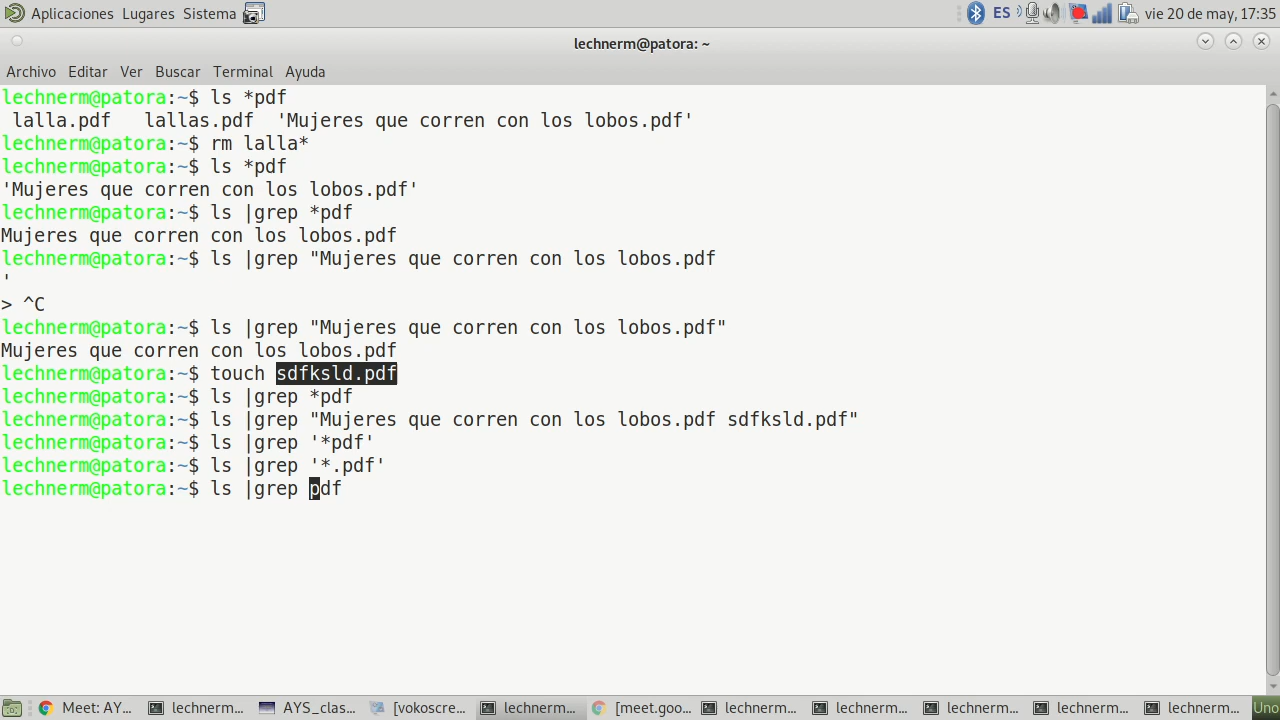 Aplicaciones Lugares Sistema ES vie 20 de may, 17:35
lechnerm@patora: ~
Archivo Editar Ver Buscar Terminal Ayuda
lechnerm@patora:~$ ls *pdf
 lalla.pdf   lallas.pdf  'Mujeres que corren con los lobos.pdf'
lechnerm@patora:~$ rm lalla*
lechnerm@patora:~$ ls *pdf
'Mujeres que corren con los lobos.pdf'
lechnerm@patora:~$ ls |grep *pdf
Mujeres que corren con los lobos.pdf
lechnerm@patora:~$ ls |grep "Mujeres que corren con los lobos.pdf
'
> ^C
lechnerm@patora:~$ ls |grep "Mujeres que corren con los lobos.pdf"
Mujeres que corren con los lobos.pdf
lechnerm@patora:~$ touch sdfksld.pdf
lechnerm@patora:~$ ls |grep *pdf
lechnerm@patora:~$ ls |grep "Mujeres que corren con los lobos.pdf sdfksld.pdf"
lechnerm@patora:~$ ls |grep '*pdf'
lechnerm@patora:~$ ls |grep '*.pdf'
lechnerm@patora:~$ ls |grep pdf
Meet: AY... lechnerm... AYS_clas... [vokoscre... lechnerm... [meet.goo... lechnerm... lechnerm... lechnerm... lechnerm... lechnerm... Uno